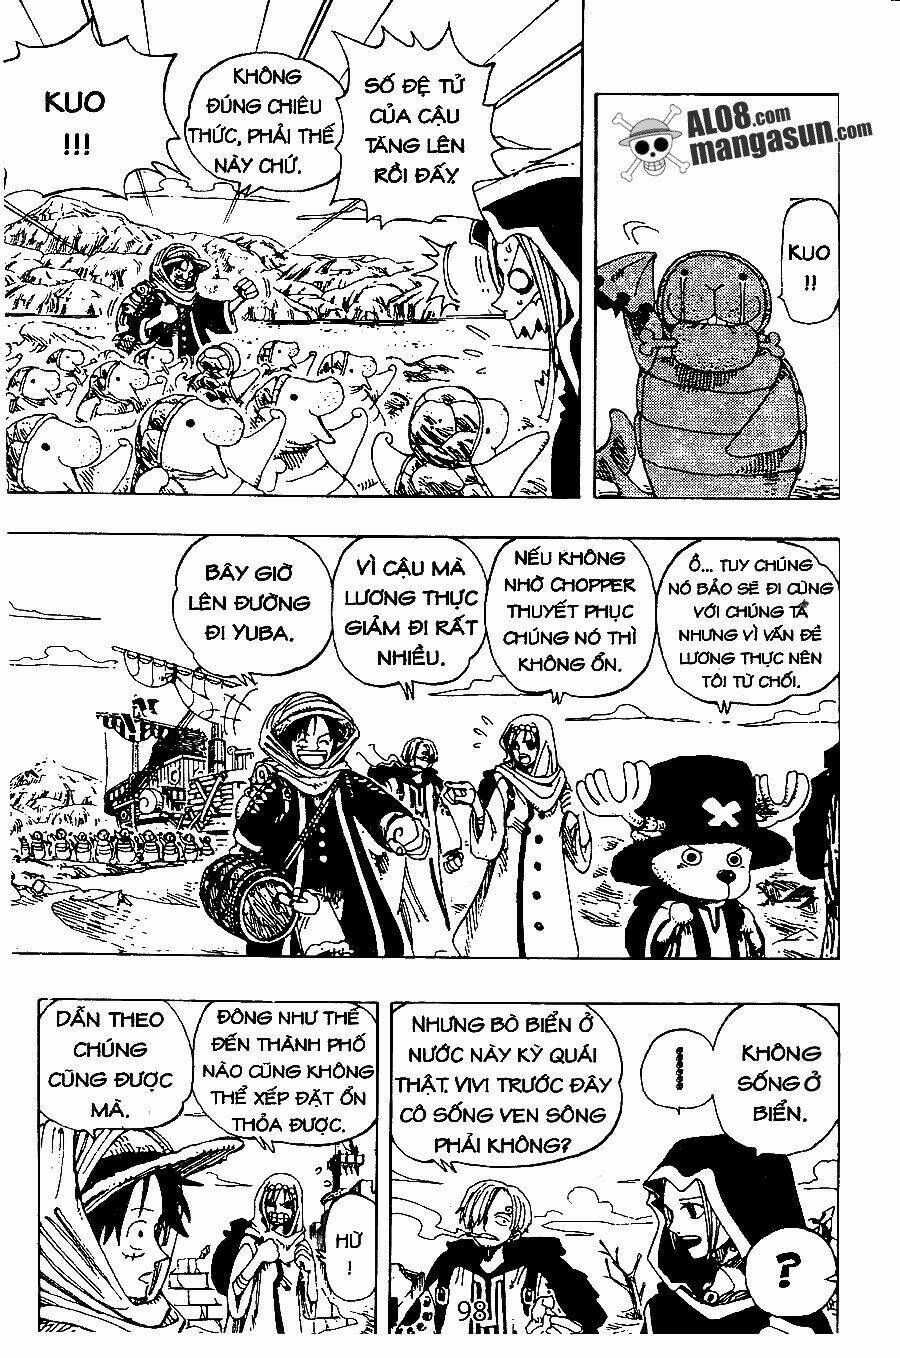 AL08.com
mangasun.com
KUO
!!
SỐ ĐỆ TỬ
CỦA CẬU
TĂNG LÊN
RỒI ĐẤY.
KHÔNG
ĐÚNG CHIÊU
THỨC, PHẢI THẾ
NÀY CHỨ.
KUO
!!!
Ồ... TUY CHÚNG
NÓ BẢO SẼ ĐI CÙNG
VỚI CHÚNG TA
NHƯNG VÌ VẤN ĐỀ
LƯƠNG THỰC NÊN
TÔI TỪ CHỐI.
NẾU KHÔNG
NHỜ CHOPPER
THUYẾT PHỤC
CHÚNG NÓ THÌ
KHÔNG ỔN.
VÌ CẬU MÀ
LƯƠNG THỰC
GIẢM ĐI RẤT
NHIỀU.
BÂY GIỜ
LÊN ĐƯỜNG
ĐI YUBA.
KHÔNG
SỐNG Ở
BIỂN.
?
NHƯNG BÒ BIỂN Ở
NƯỚC NÀY KỲ QUÁI
THẬT. VIVI TRƯỚC ĐÂY
CÔ SỐNG VEN SÔNG
PHẢI KHÔNG?
ĐÔNG NHƯ THẾ
ĐẾN THÀNH PHỐ
NÀO CŨNG KHÔNG
THỂ XẾP ĐẶT ỔN
THỎA ĐƯỢC.
HỪ
!
DẪN THEO
CHÚNG
CŨNG ĐƯỢC
MÀ.
98